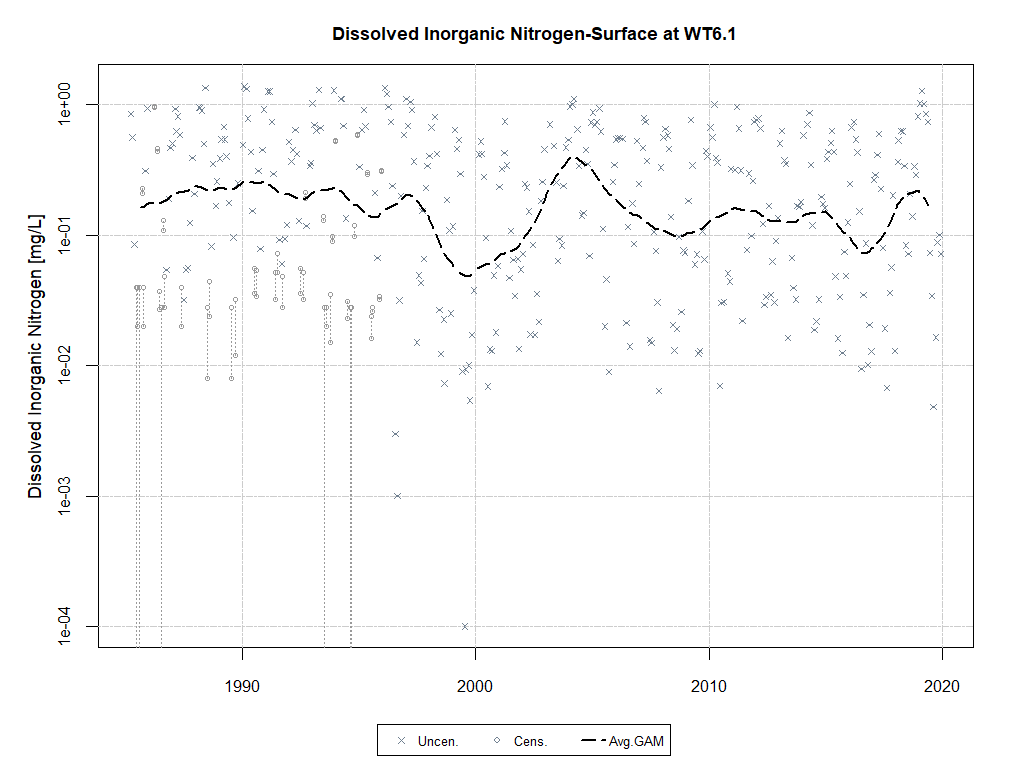 Dissolved Inorganic Nitrogen-Surface at WT6.1
Dissolved Inorganic Nitrogen [mg/L]
1e+00
1e-01
1e-02
1e-03
1e-04
1990
2000
2010
2020
Uncen.
Cens.
Avg.GAM